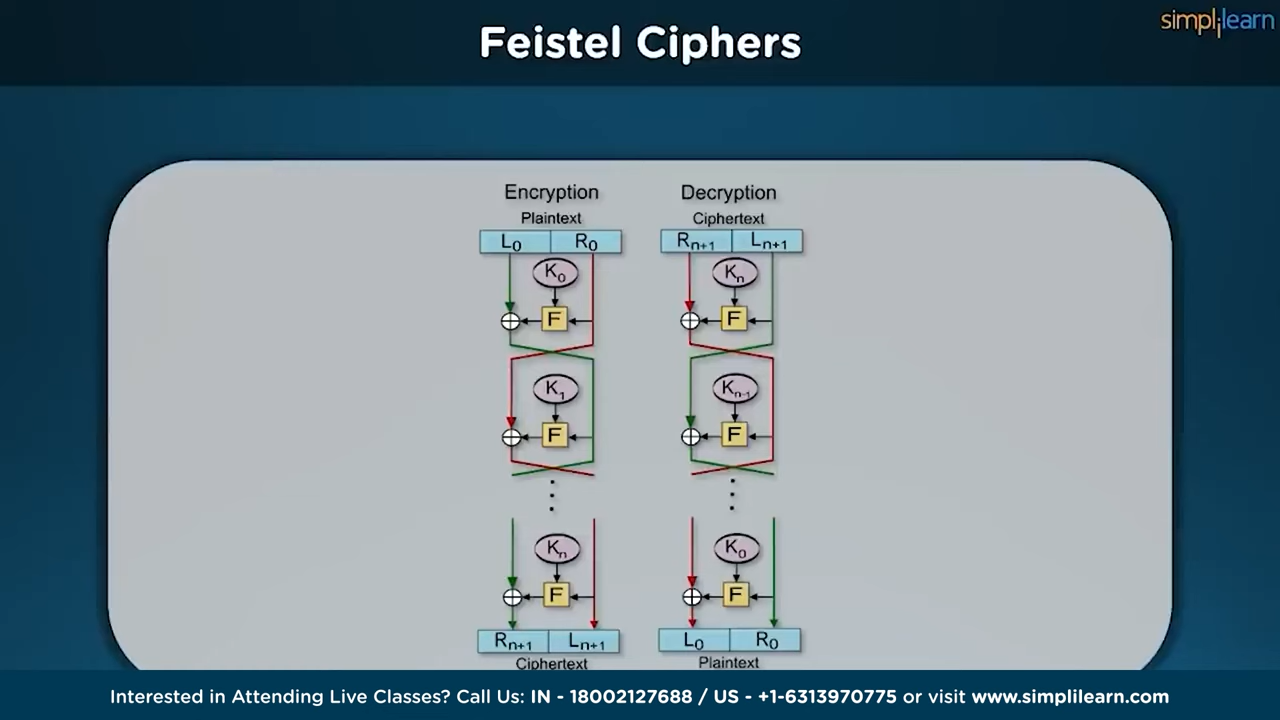 Feistel Ciphers
simplilearn
Encryption
Decryption
Plaintext
Ciphertext
L0 R0
Rn+1 Ln+1
K0
Kn
F
F
K1
Kn-1
F
F
Kn
K0
F
F
Rn+1 Ln+1
L0 R0
Ciphertext
Plaintext
Interested in Attending Live Classes? Call Us: IN - 18002127688 / US - +1-6313970775 or visit www.simplilearn.com